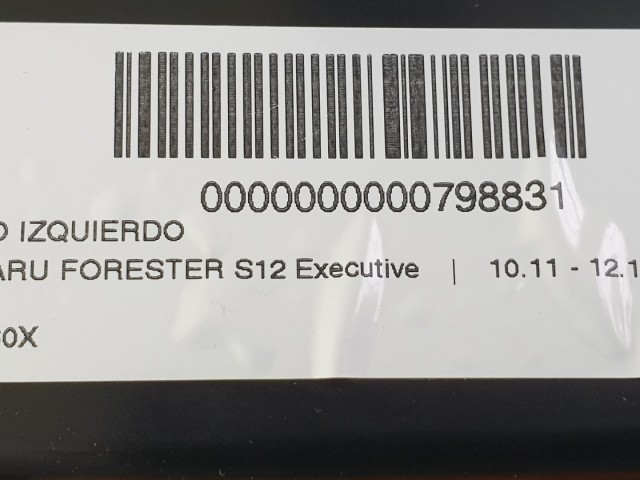 0000000000798831
O IZQUIERDO
ARU FORESTER S12 Executive | 10.11 - 12.1
0X